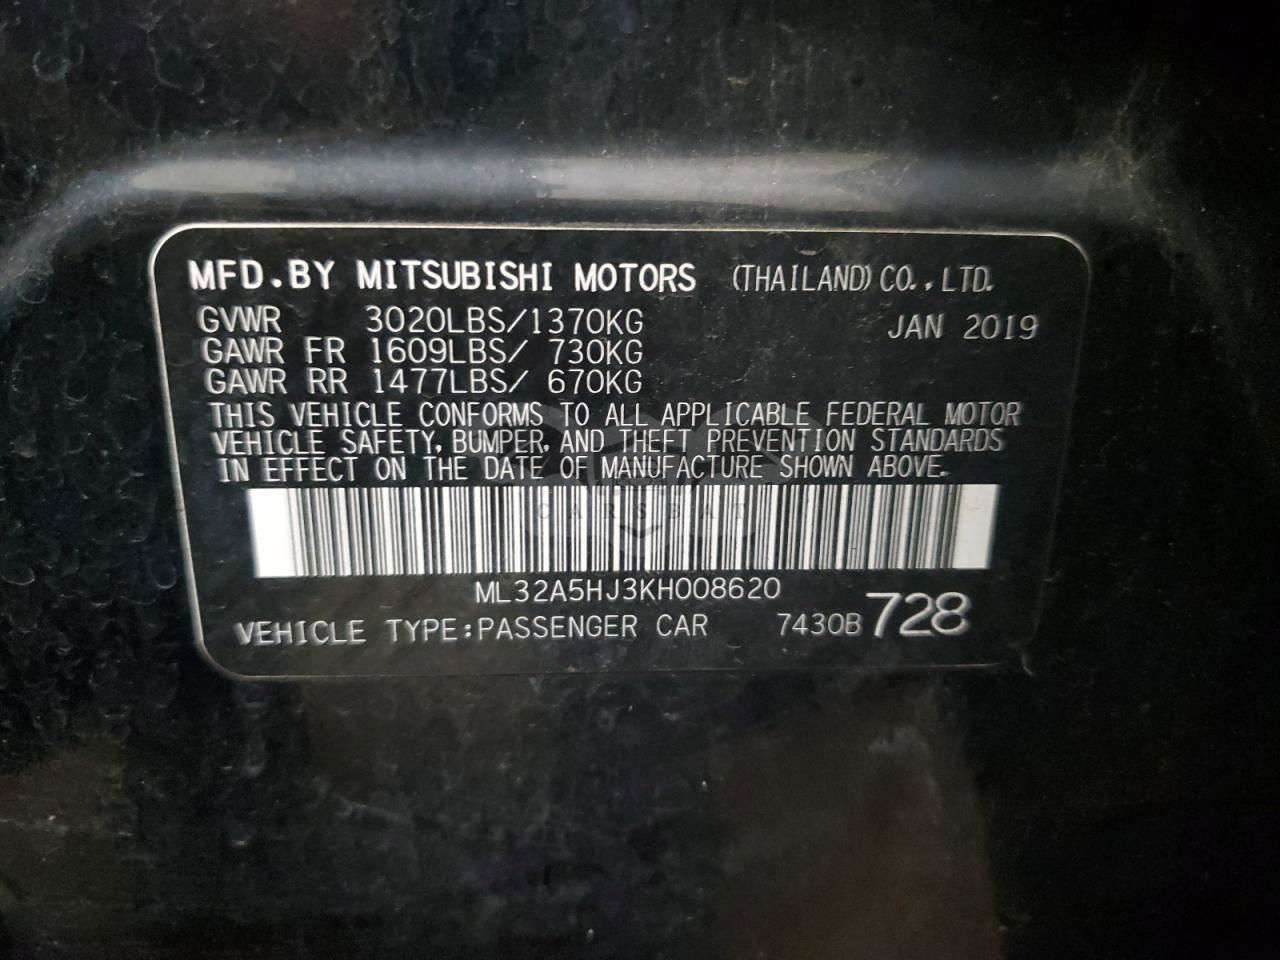 MFD.BY MITSUBISHI MOTORS (THAILAND)CO.,LTD.
GVWR 3020LBS/1370KG JAN 2019
GAWR FR 1609LBS/ 730KG
GAWR RR 1477LBS/ 670KG
THIS VEHICLE CONFORMS TO ALL APPLICABLE FEDERAL MOTOR
VEHICLE SAFETY, BUMPER, AND THEFT PREVENTION STANDARDS
IN EFFECT ON THE DATE OF MANUFACTURE SHOWN ABOVE.
ML32A5HJ3KH008620
VEHICLE TYPE:PASSENGER CAR 7430B 728